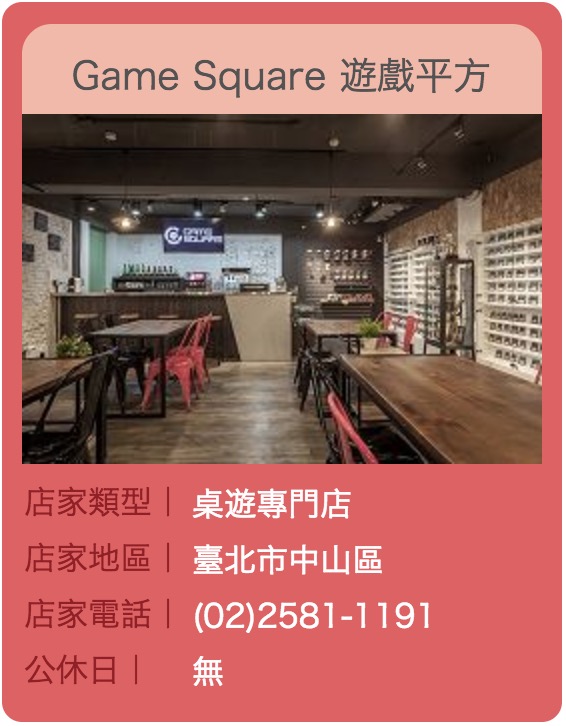 Game Square 遊戲平方
GAME
SQUARE
店家類型｜ 桌遊專門店
店家地區｜ 臺北市中山區
店家電話｜ (02)2581-1191
公休日｜ 無